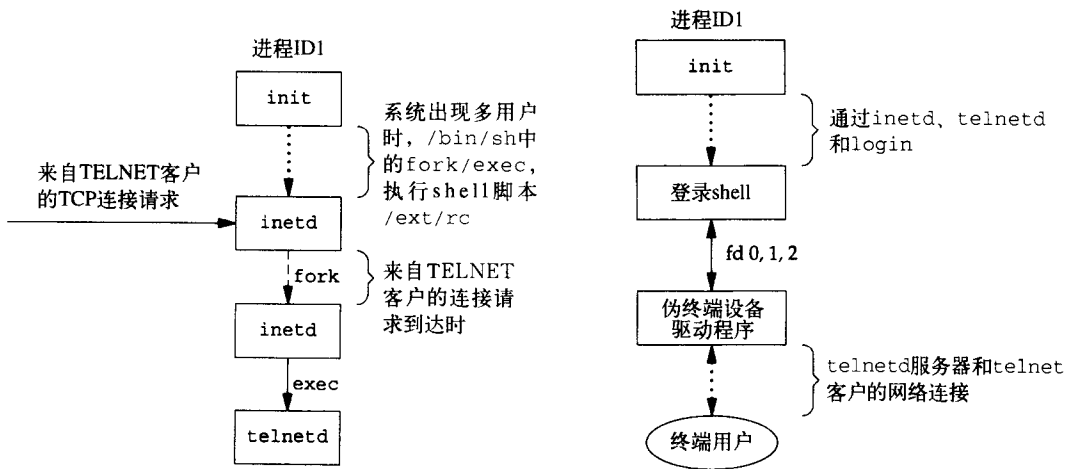 进程ID1
init
系统出现多用户
时，/bin/sh中
的fork/exec，
执行shell脚本
/ext/rc
来自TELNET客户
的TCP连接请求
inetd
fork
来自TELNET
客户的连接请
求到达时
inetd
exec
telnetd
进程ID1
init
通过inetd、telnetd
和login
登录shell
fd 0, 1, 2
伪终端设备
驱动程序
telnetd服务器和telnet
客户的网络连接
终端用户